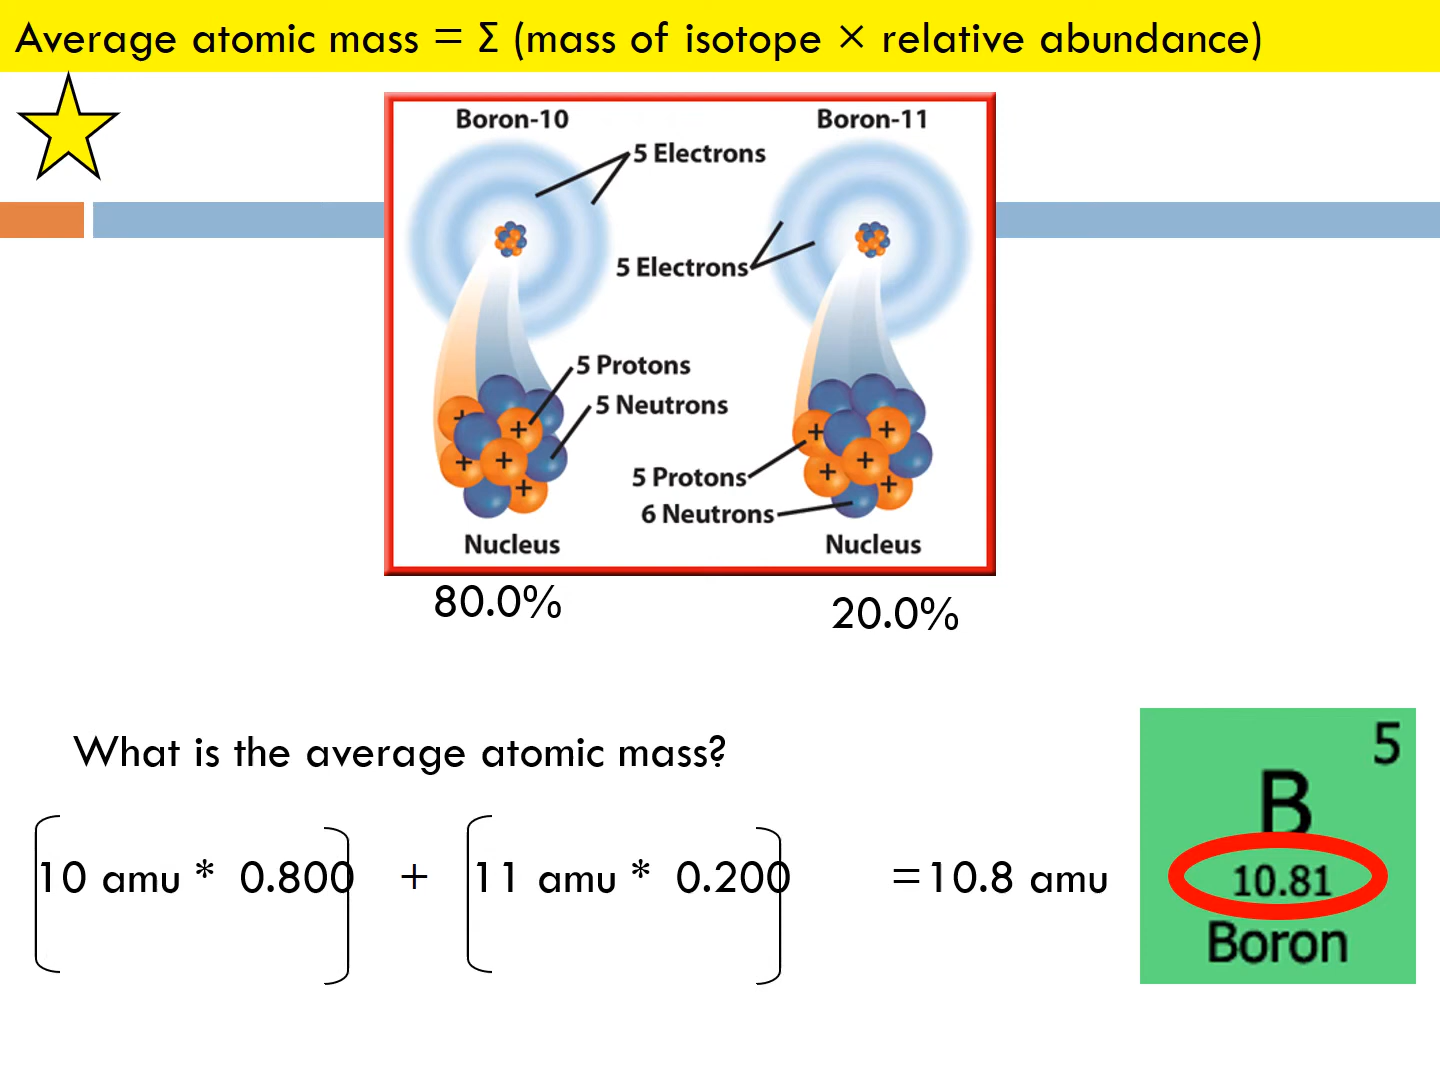 Average atomic mass = Σ (mass of isotope × relative abundance)
Boron-10
Boron-11
5 Electrons
5 Electrons
5 Protons
5 Neutrons
5 Protons
6 Neutrons
+
+
+
+
+
+
+
+
+
+
Nucleus
Nucleus
80.0%
20.0%
What is the average atomic mass?
10 amu * 0.800 + 11 amu * 0.200 =10.8 amu
5
B
10.81
Boron